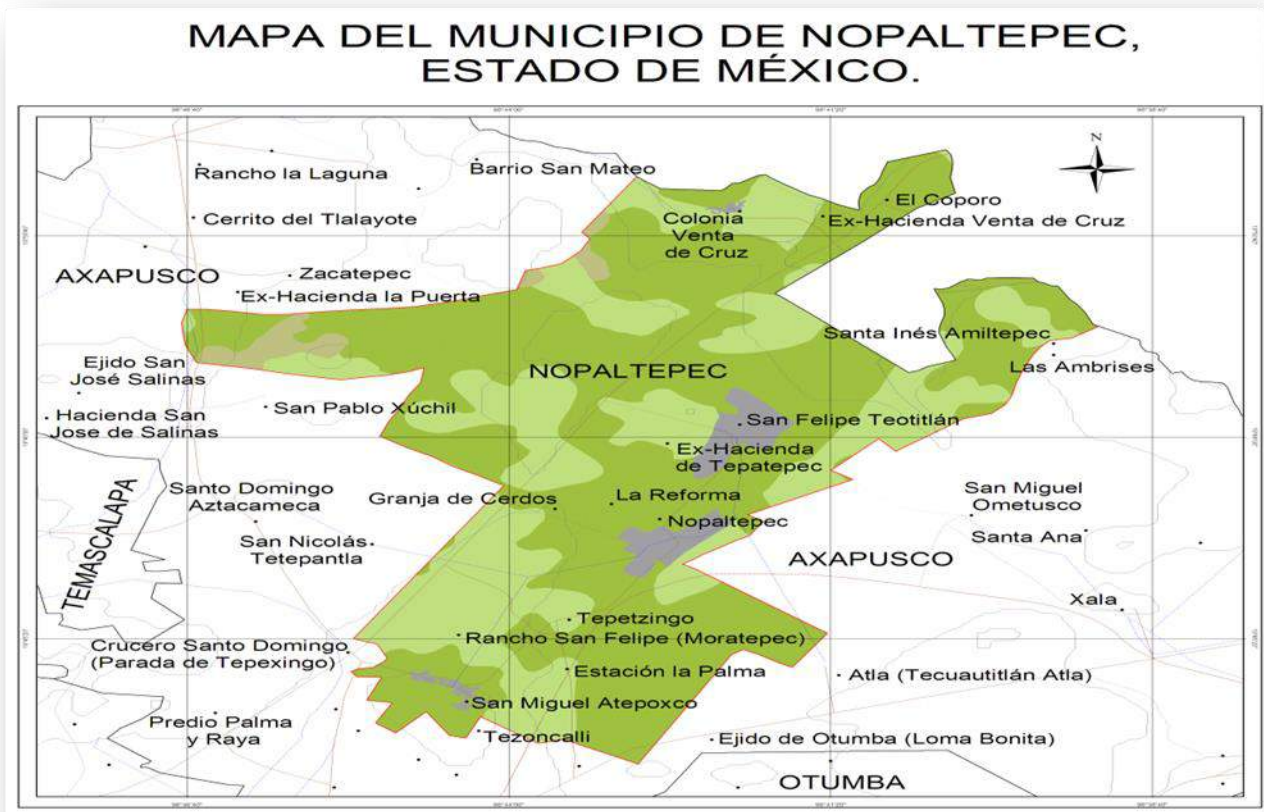 MAPA DEL MUNICIPIO DE NOPALTEPEC,
ESTADO DE MÉXICO.
N
Rancho la Laguna
Barrio San Mateo
Cerrito del Tlalayote
El Coporo
Colonia
Venta
de Cruz
Ex-Hacienda Venta de Cruz
AXAPUSCO
Zacatepec
Ex-Hacienda la Puerta
Santa Inés Amiltepec
Las Ambrises
Ejido San
José Salinas
NOPALTEPEC
Hacienda San
Jose de Salinas
San Pablo Xúchil
San Felipe Teotitlán
Ex-Hacienda
de Tepatepec
TEMASCALAPA
Santo Domingo
Aztacameca
Granja de Cerdos
La Reforma
Nopaltepec
San Miguel
Ometusco
Santa Ana
San Nicolás
Tetepantla
AXAPUSCO
Xala
Tepetzingo
Rancho San Felipe (Moratepec)
Crucero Santo Domingo
(Parada de Tepexingo)
Estación la Palma
Atla (Tecuautitlán Atla)
San Miguel Atepoxco
Predio Palma
y Raya
Tezoncalli
Ejido de Otumba (Loma Bonita)
OTUMBA